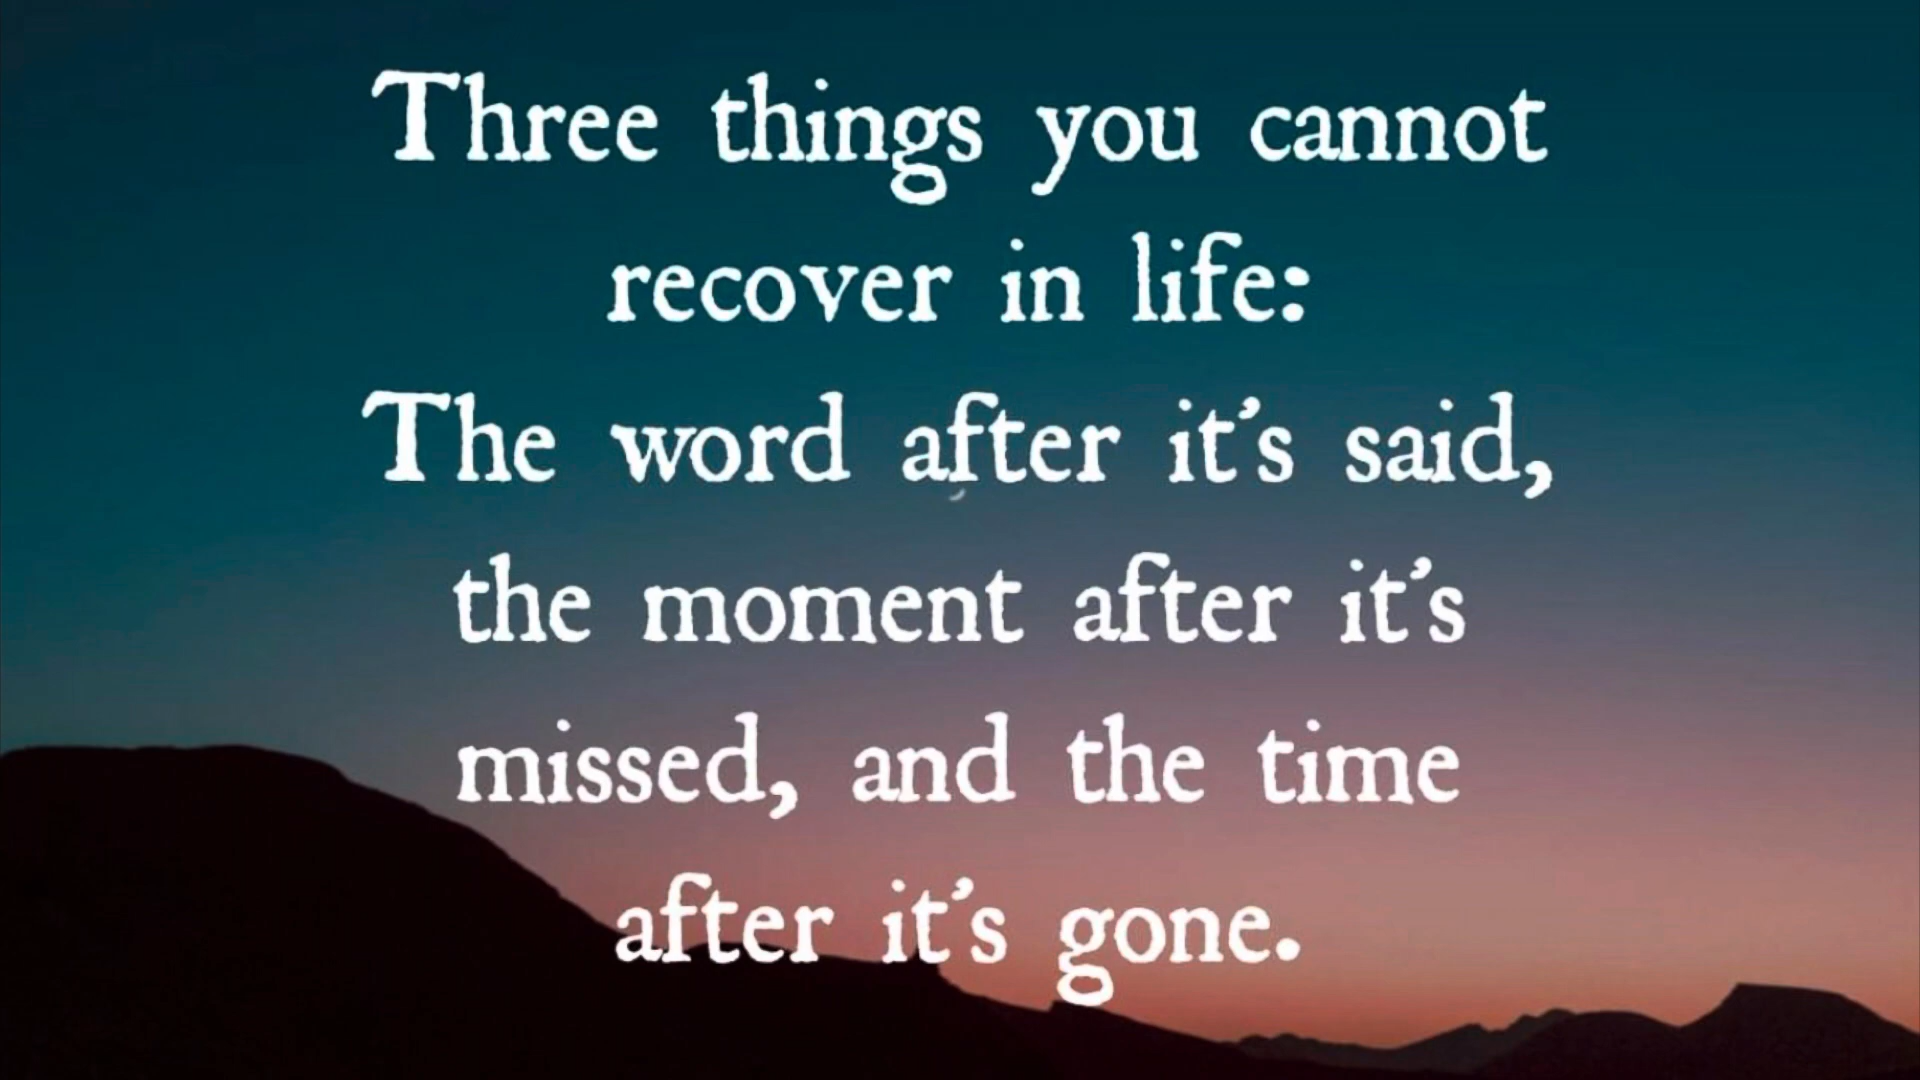 Three things you cannot
recover in life:
The word after it’s said,
the moment after it’s
missed, and the time
after it’s gone.